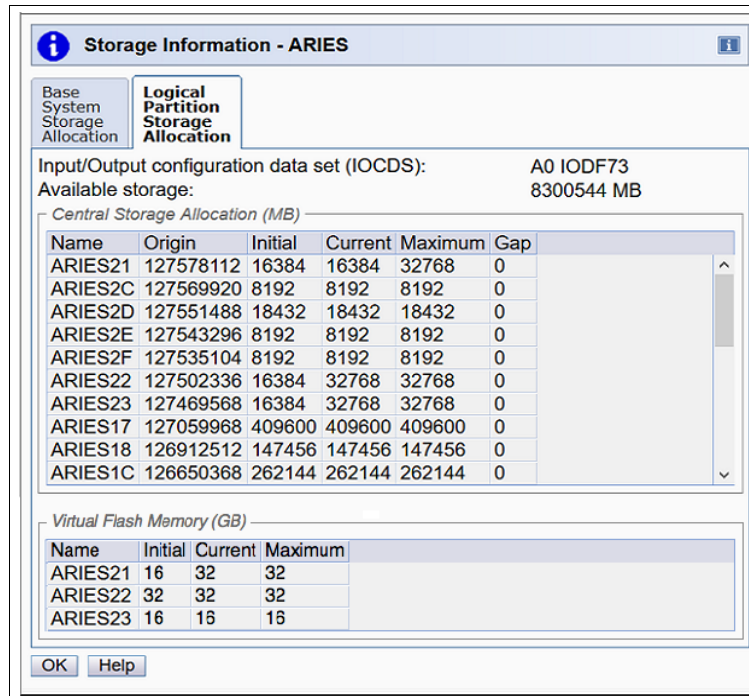 Storage Information - ARIES
Base System Storage Allocation
Logical Partition Storage Allocation
Input/Output configuration data set (IOCDS): A0 IODF73
Available storage: 8300544 MB
Central Storage Allocation (MB)
Name Origin Initial Current Maximum Gap
ARIES21 127578112 16384 16384 32768 0
ARIES2C 127569920 8192 8192 8192 0
ARIES2D 127551488 18432 18432 18432 0
ARIES2E 127543296 8192 8192 8192 0
ARIES2F 127535104 8192 8192 8192 0
ARIES22 127502336 16384 32768 32768 0
ARIES23 127469568 16384 32768 32768 0
ARIES17 127059968 409600 409600 409600 0
ARIES18 126912512 147456 147456 147456 0
ARIES1C 126650368 262144 262144 262144 0
Virtual Flash Memory (GB)
Name Initial Current Maximum
ARIES21 16 32 32
ARIES22 32 32 32
ARIES23 16 16 16
OK Help